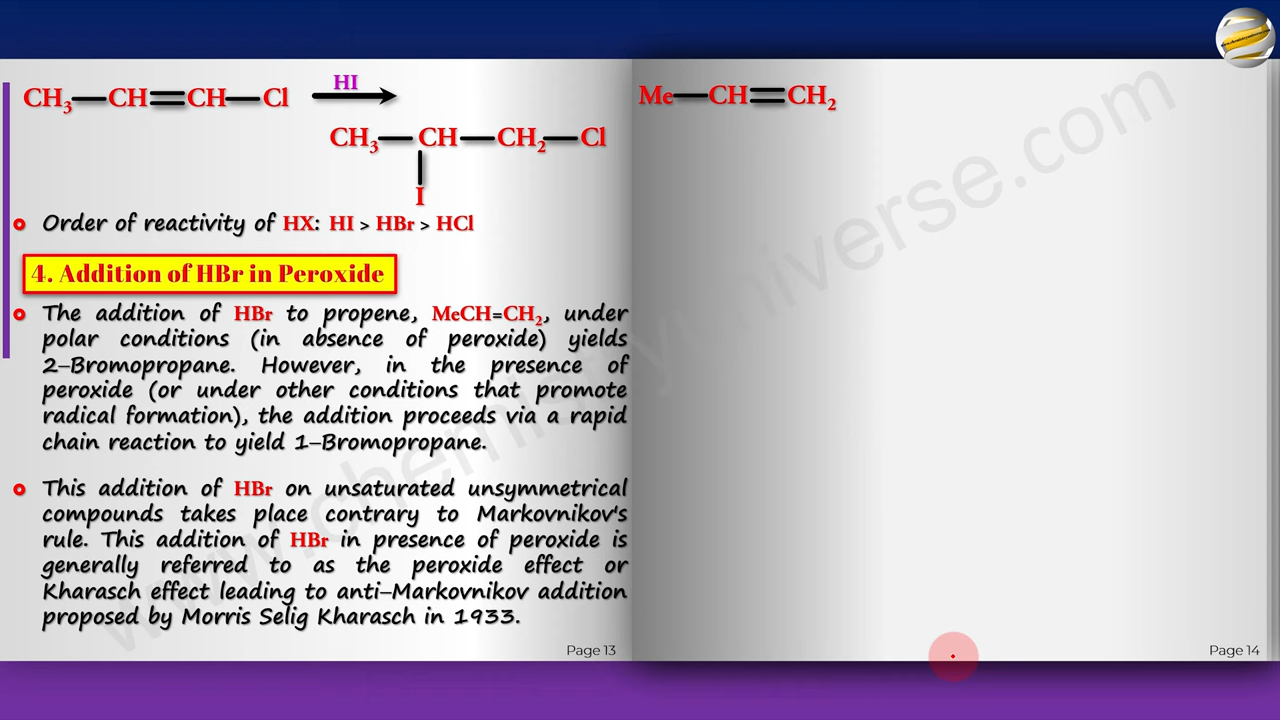 CH3—CH=CH—Cl
HI
CH3—CH—CH2—Cl
I
Order of reactivity of HX: HI > HBr > HCl
4. Addition of HBr in Peroxide
The addition of HBr to propene, MeCH=CH2, under
polar conditions (in absence of peroxide) yields
2–Bromopropane. However, in the presence of
peroxide (or under other conditions that promote
radical formation), the addition proceeds via a rapid
chain reaction to yield 1–Bromopropane.
This addition of HBr on unsaturated unsymmetrical
compounds takes place contrary to Markovnikov's
rule. This addition of HBr in presence of peroxide is
generally referred to as the peroxide effect or
Kharasch effect leading to anti–Markovnikov addition
proposed by Morris Selig Kharasch in 1933.
Page 13
Me—CH=CH2
Page 14
www.chemistryuniverse.com